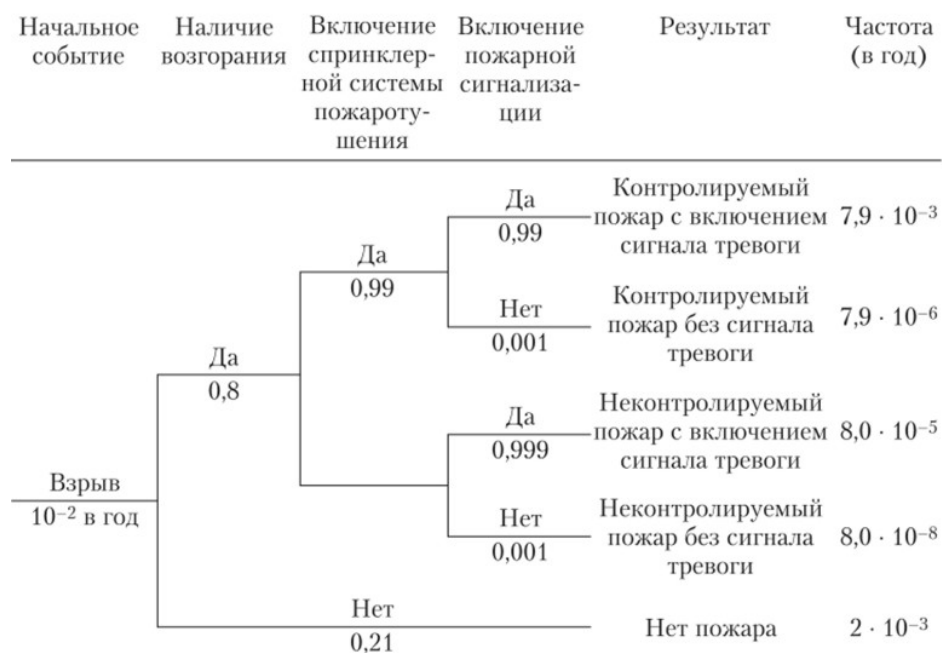 Начальное
событие
Наличие
возгорания
Включение
спринклер-
ной системы
пожароту-
шения
Включение
пожарной
сигнализа-
ции
Результат
Частота
(в год)
Да
0,99
Контролируемый
пожар с включением
сигнала тревоги
7,9 · 10⁻³
Да
0,99
Нет
0,001
Контролируемый
пожар без сигнала
тревоги
7,9 · 10⁻⁶
Да
0,8
Да
0,999
Неконтролируемый
пожар с включением
сигнала тревоги
8,0 · 10⁻⁵
Взрыв
10⁻² в год
Нет
0,001
Неконтролируемый
пожар без сигнала
тревоги
8,0 · 10⁻⁸
Нет
0,21
Нет пожара
2 · 10⁻³